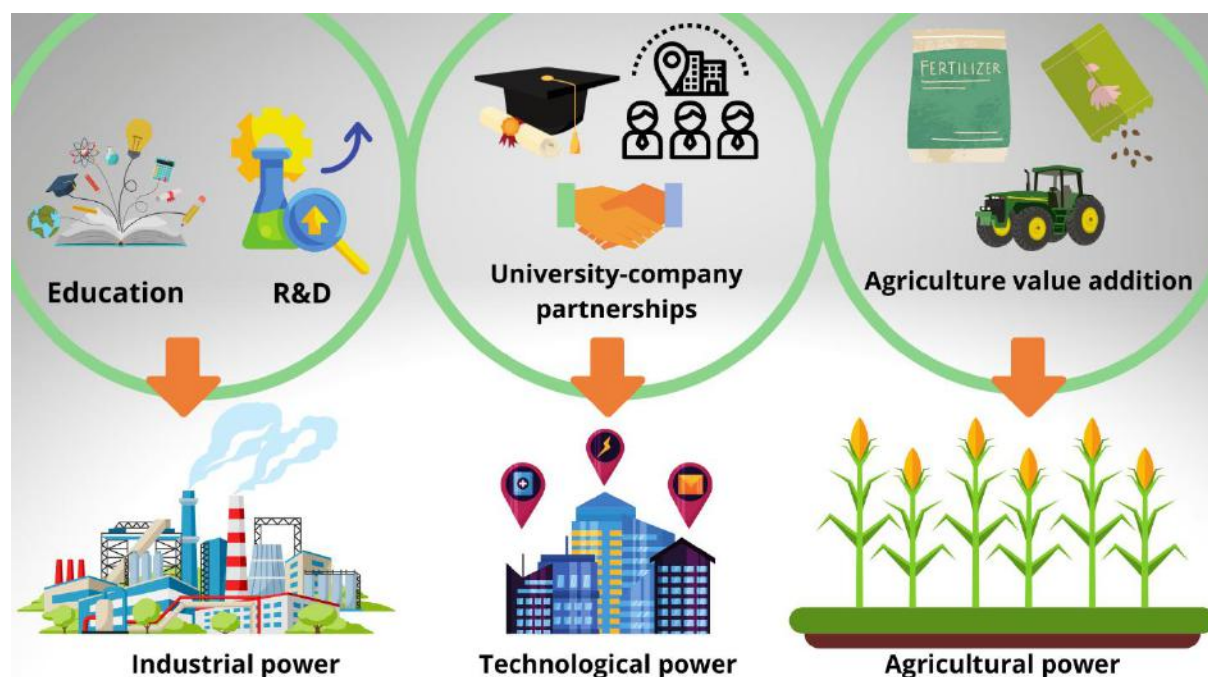 FERTILIZER
Education
R&D
University-company
partnerships
Agriculture value addition
Industrial power
Technological power
Agricultural power